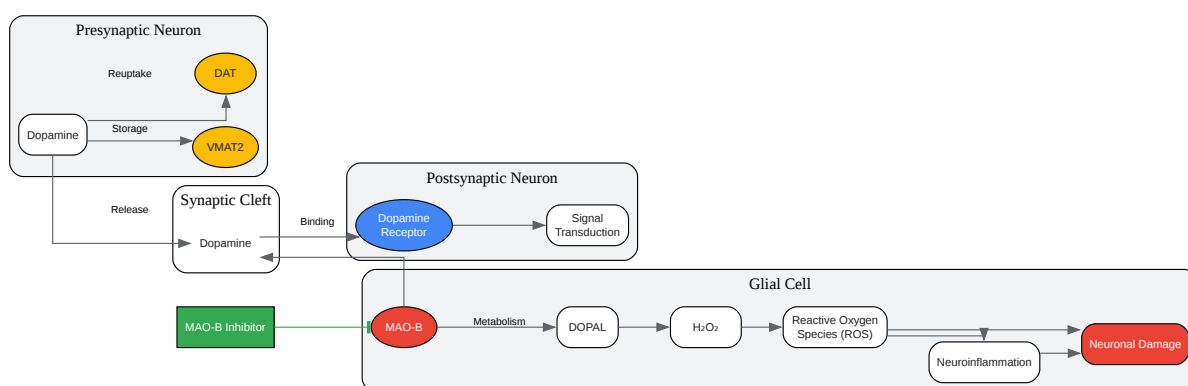 Presynaptic Neuron
DAT
Reuptake
Dopamine
Storage
VMAT2
Postsynaptic Neuron
Synaptic Cleft
Release
Binding
Dopamine
Receptor
Signal
Transduction
Dopamine
Glial Cell
MAO-B Inhibitor
MAO-B
Metabolism
DOPAL
H₂O₂
Reactive Oxygen
Species (ROS)
Neuronal Damage
Neuroinflammation